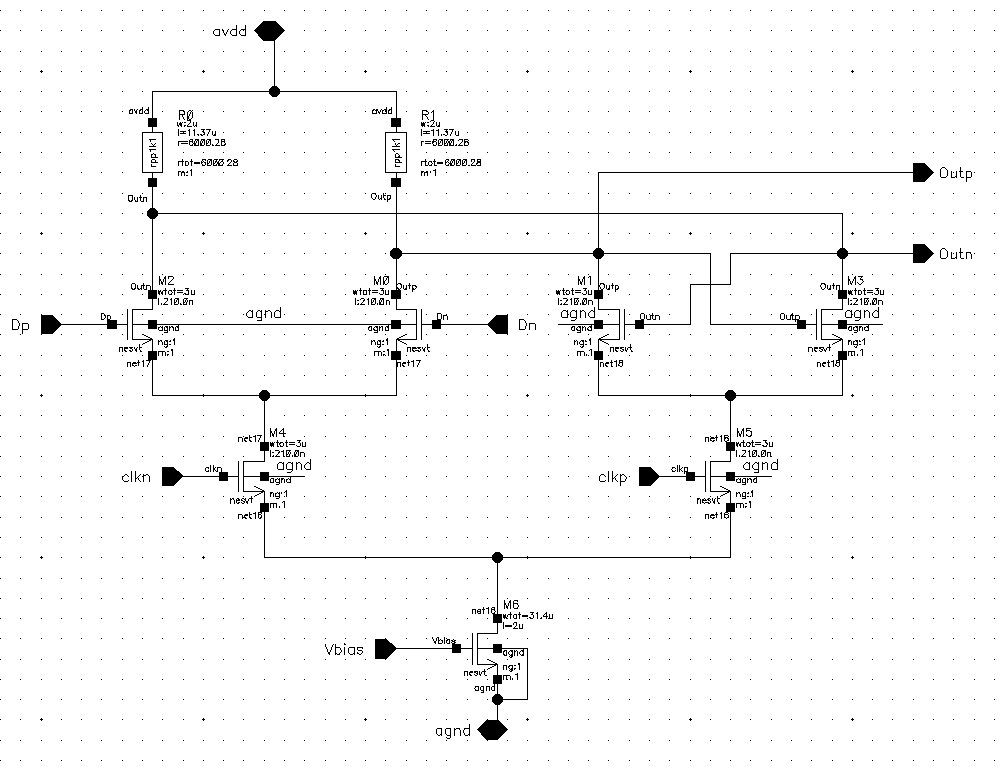 avdd
avdd
R0
w:2u
l=11.37u
r=6000.28
rtot=6000.28
m:1
rpp1k1
Outn
avdd
R1
w:2u
l=11.37u
r=6000.28
rtot=6000.28
m:1
rpp1k1
Outp
Outp
Outn
M2
Outn
wtot=3u
l:210.0n
Dp
Dp
agnd
ng:1
nesvt
m:1
net17
agnd
M0
Outp
wtot=3u
l:210.0n
Dn
Dn
agnd
ng:1
nesvt
m:1
net17
M1
Outp
wtot=3u
l:210.0n
agnd
Outn
agnd
ng:1
nesvt
m:1
net18
M3
Outn
wtot=3u
l:210.0n
agnd
Outp
agnd
ng:1
nesvt
m:1
net18
M4
net17
wtot=3u
l:210.0n
agnd
clkn
clkn
agnd
ng:1
nesvt
m:1
net16
M5
net18
wtot=3u
l:210.0n
agnd
clkp
clkp
agnd
ng:1
nesvt
m:1
net16
M6
net16
wtot=31.4u
l=2u
Vbias
Vbias
agnd
ng:1
nesvt
m:1
agnd
agnd